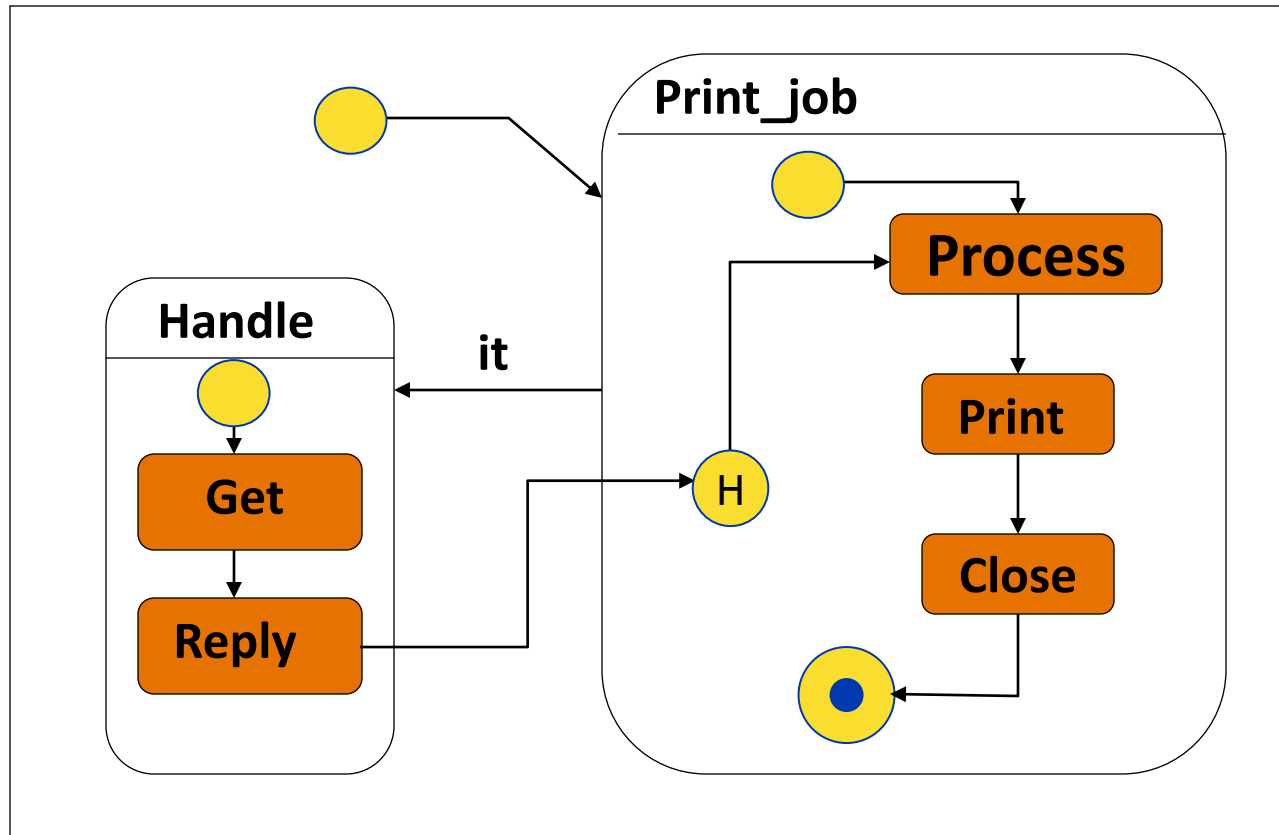 Print_job
Process
Handle
it
Print
Get
H
Close
Reply